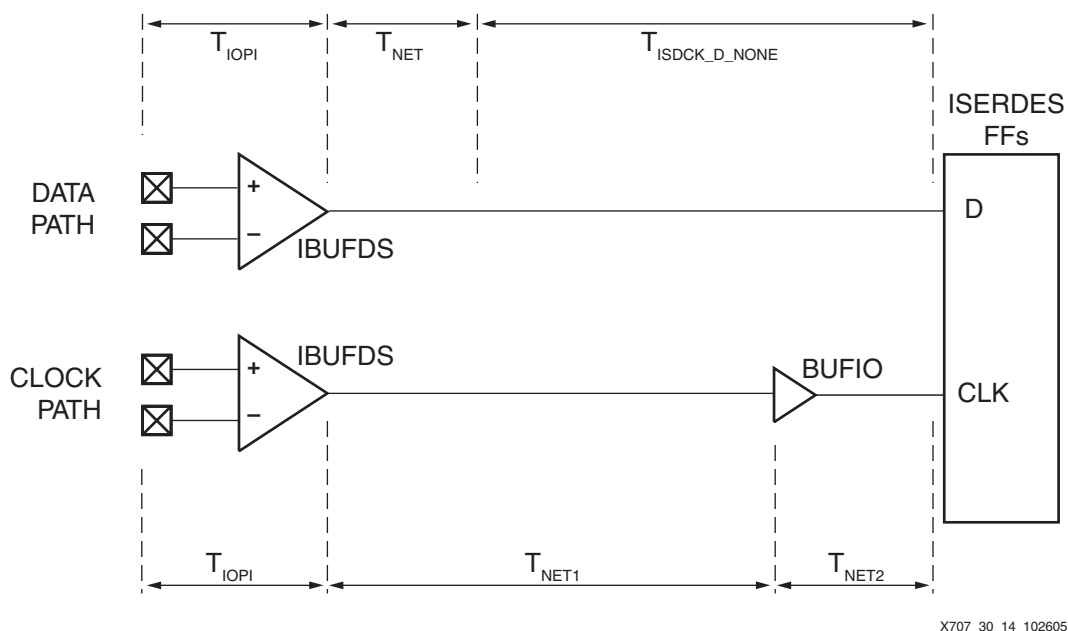 T_IOPI
T_NET
T_ISDCK_D_NONE
ISERDES
FFs
DATA
PATH
+
−
IBUFDS
D
CLOCK
PATH
+
−
IBUFDS
BUFIO
CLK
T_IOPI
T_NET1
T_NET2
X707_30_14_102605